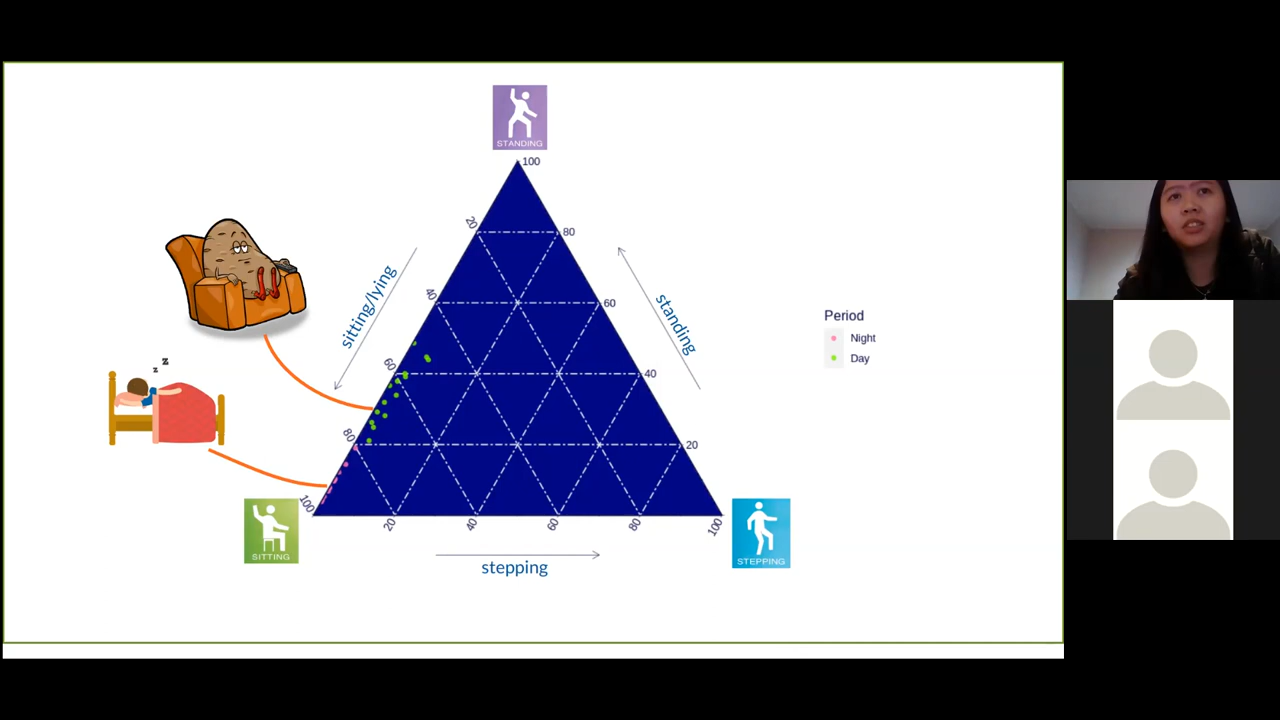 STANDING
100
20
80
sitting/lying
standing
40
60
Period
Night
Day
60
40
z
z
z
80
20
100
SITTING
20
40
60
80
100
STEPPING
stepping